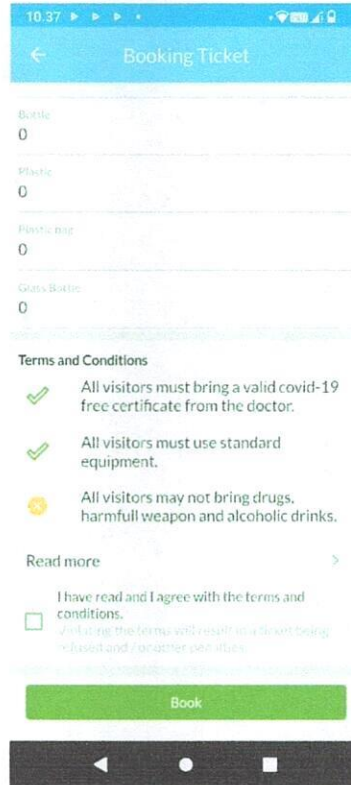 10.37
Booking Ticket
Bottle
0
Plastic
0
Plastic bag
0
Glass Bottle
0
Terms and Conditions
All visitors must bring a valid covid-19
free certificate from the doctor.
All visitors must use standard
equipment.
All visitors may not bring drugs,
harmfull weapon and alcoholic drinks.
Read more
I have read and I agree with the terms and
conditions.
Violating the terms will result in a ticket being
refused and / or other penalties.
Book